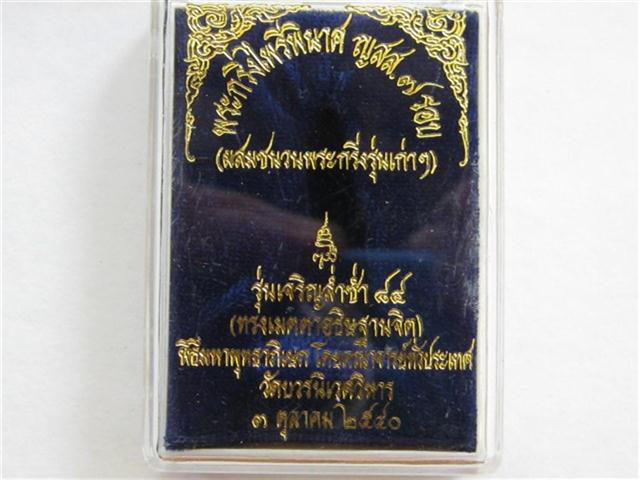 พระกริ่งไพรีพินาศ ญสส ๗ รอบ
(ผสมชนวนพระกริ่งรุ่นเก่าๆ)
รุ่นเจริญล่ำซำ ๘๔
(ทรงเมตตาอธิษฐานจิต)
พิธีมหาพุทธาภิเษก โดยคณาจารย์ทั่วประเทศ
วัดบวรนิเวศวิหาร
๓ ตุลาคม ๒๕๔๐